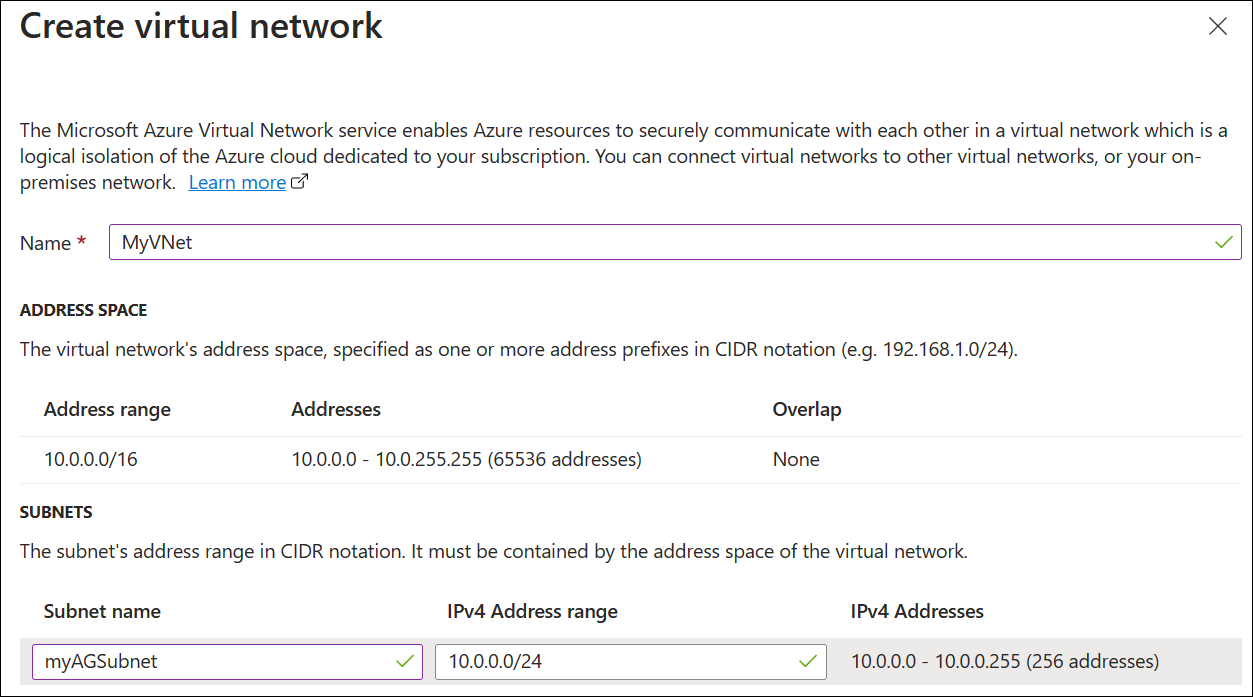 Create virtual network
The Microsoft Azure Virtual Network service enables Azure resources to securely communicate with each other in a virtual network which is a
logical isolation of the Azure cloud dedicated to your subscription. You can connect virtual networks to other virtual networks, or your on-
premises network. Learn more
Name * MyVNet
ADDRESS SPACE
The virtual network's address space, specified as one or more address prefixes in CIDR notation (e.g. 192.168.1.0/24).
Address range Addresses Overlap
10.0.0.0/16 10.0.0.0 - 10.0.255.255 (65536 addresses) None
SUBNETS
The subnet's address range in CIDR notation. It must be contained by the address space of the virtual network.
Subnet name IPv4 Address range IPv4 Addresses
myAGSubnet 10.0.0.0/24 10.0.0.0 - 10.0.0.255 (256 addresses)